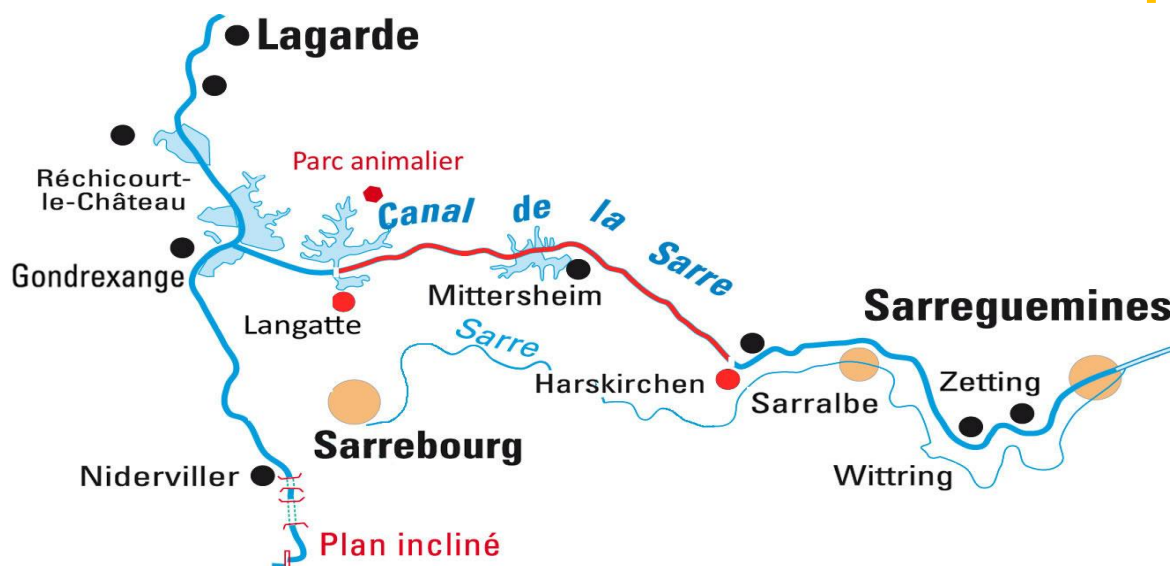 Lagarde
Réchicourt-
le-Château
Parc animalier
Canal de la Sarre
Gondrexange
Langatte
Mittersheim
Sarreguemines
Sarre
Harskirchen
Sarralbe
Zetting
Sarrebourg
Wittring
Niderviller
Plan incliné